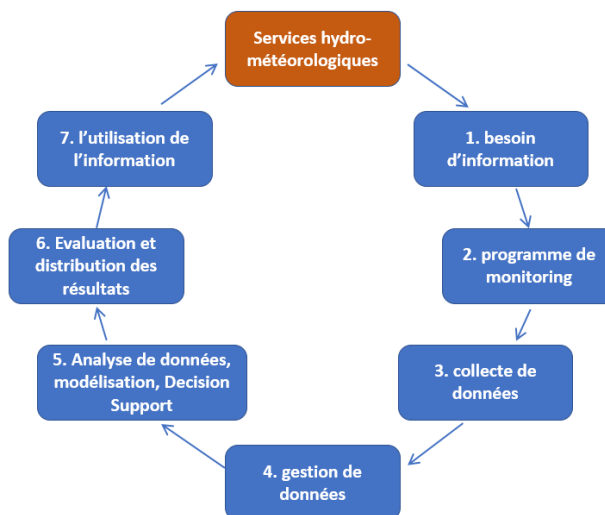 Services hydro-
météorologiques
1. besoin
d'information
2. programme de
monitoring
3. collecte de
données
4. gestion de
données
5. Analyse de données,
modélisation, Decision
Support
6. Evaluation et
distribution des
résultats
7. l'utilisation de
l'information